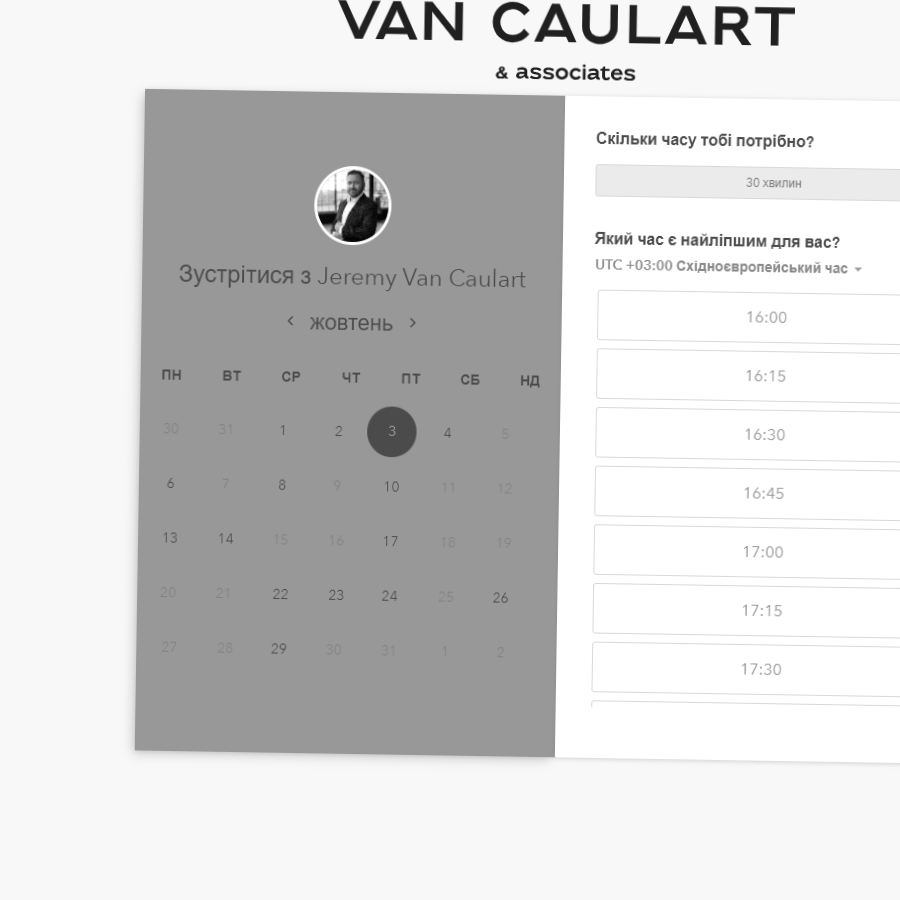 VAN CAULART
& associates
Зустрітися з Jeremy Van Caulart
жовтень
ПН ВТ СР ЧТ ПТ СБ НД
30 31 1 2 3 4 5
6 7 8 9 10 11 12
13 14 15 16 17 18 19
20 21 22 23 24 25 26
27 28 29 30 31 1 2
Скільки часу тобі потрібно?
30 хвилин
Який час є найліпшим для вас?
UTC +03:00 Східноєвропейський час
16:00
16:15
16:30
16:45
17:00
17:15
17:30